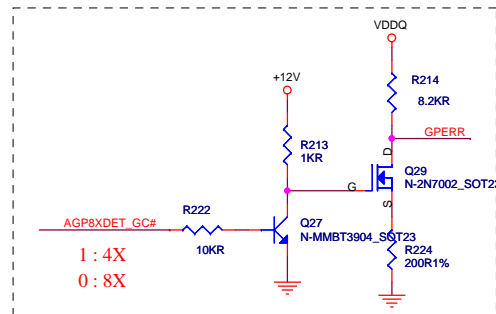 VDDQ
+12V
R214
8.2KR
GPERR
R213
1KR
D
Q29
N-2N7002_SOT23
G
S
AGP8XDET_GC#
R222
10KR
Q27
N-MMBT3904_SOT23
R224
200R1%
1 : 4X
0 : 8X